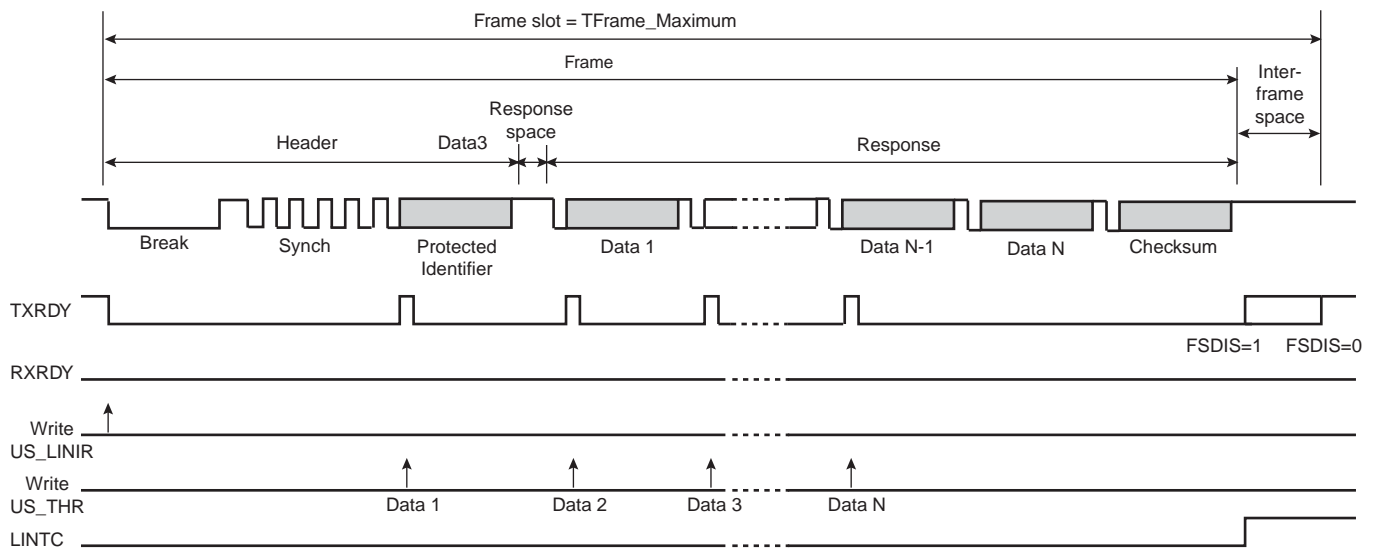 Frame slot = TFrame_Maximum
Frame
Inter-
frame
space
Response
space
Header
Data3
Response
Break
Synch
Protected
Identifier
Data 1
Data N-1
Data N
Checksum
TXRDY
FSDIS=1
FSDIS=0
RXRDY
Write
US_LINIR
Write
US_THR
Data 1
Data 2
Data 3
Data N
LINTC